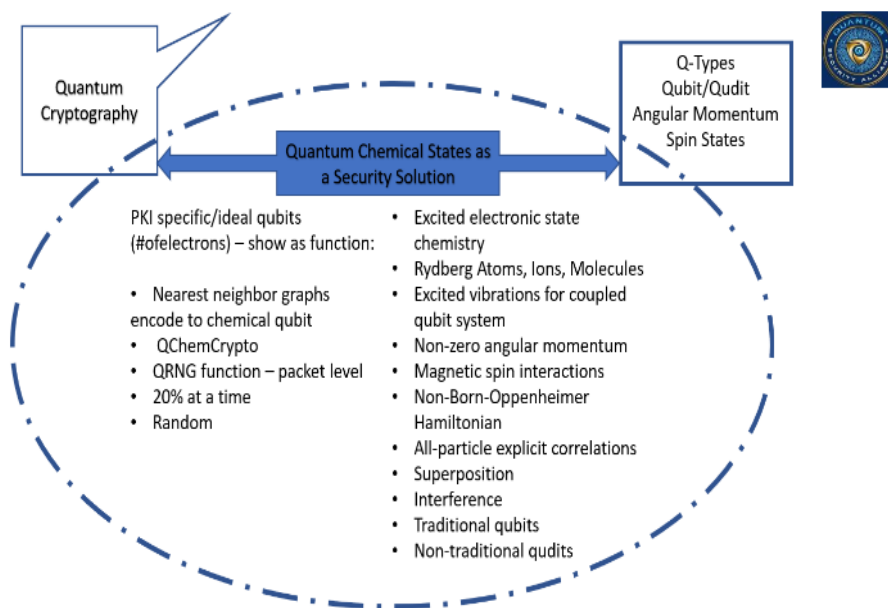 Quantum
Cryptography
Q-Types
Qubit/Qudit
Angular Momentum
Spin States
QUANTUM
SECURITY ALLIANCE
Quantum Chemical States as
a Security Solution
PKI specific/ideal qubits
(#ofelectrons) – show as function:
• Nearest neighbor graphs
encode to chemical qubit
• QChemCrypto
• QRNG function – packet level
• 20% at a time
• Random
• Excited electronic state
chemistry
• Rydberg Atoms, Ions, Molecules
• Excited vibrations for coupled
qubit system
• Non-zero angular momentum
• Magnetic spin interactions
• Non-Born-Oppenheimer
Hamiltonian
• All-particle explicit correlations
• Superposition
• Interference
• Traditional qubits
• Non-traditional qudits